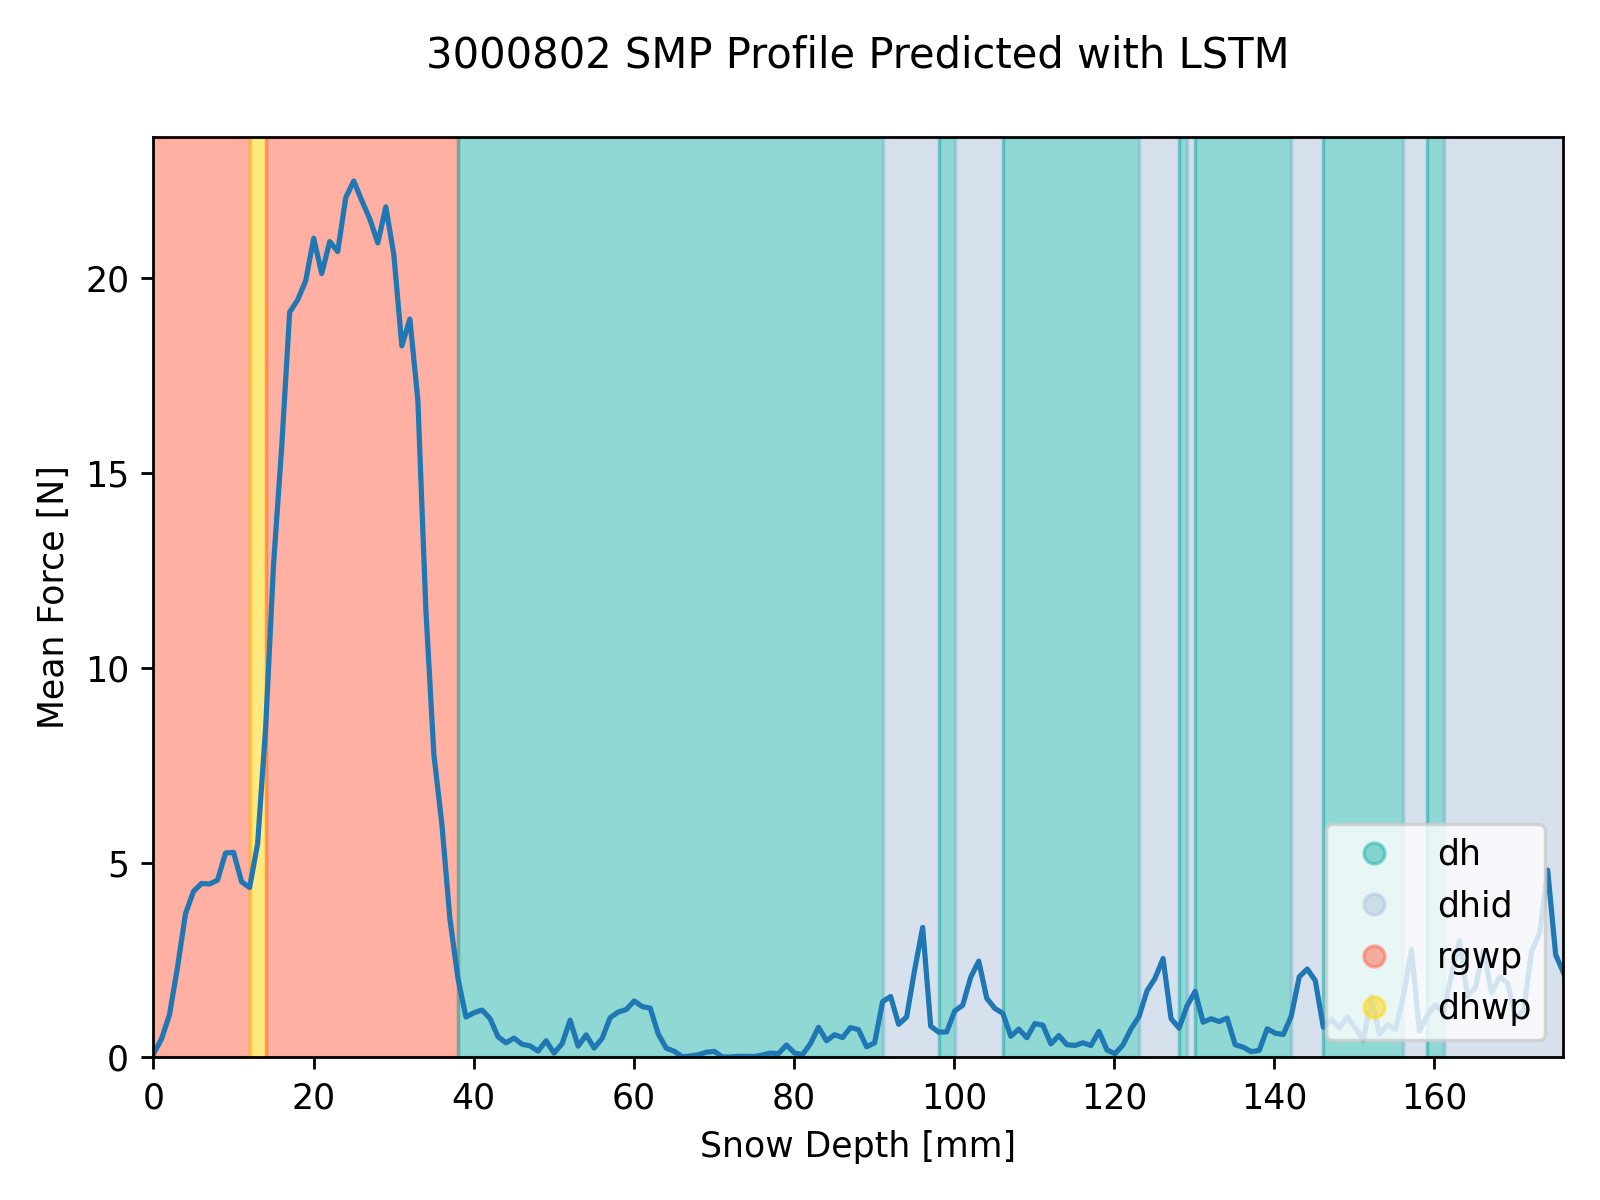 3000802 SMP Profile Predicted with LSTM
Mean Force [N]
20
15
10
5
0
dh
dhid
rgwp
dhwp
0 20 40 60 80 100 120 140 160
Snow Depth [mm]